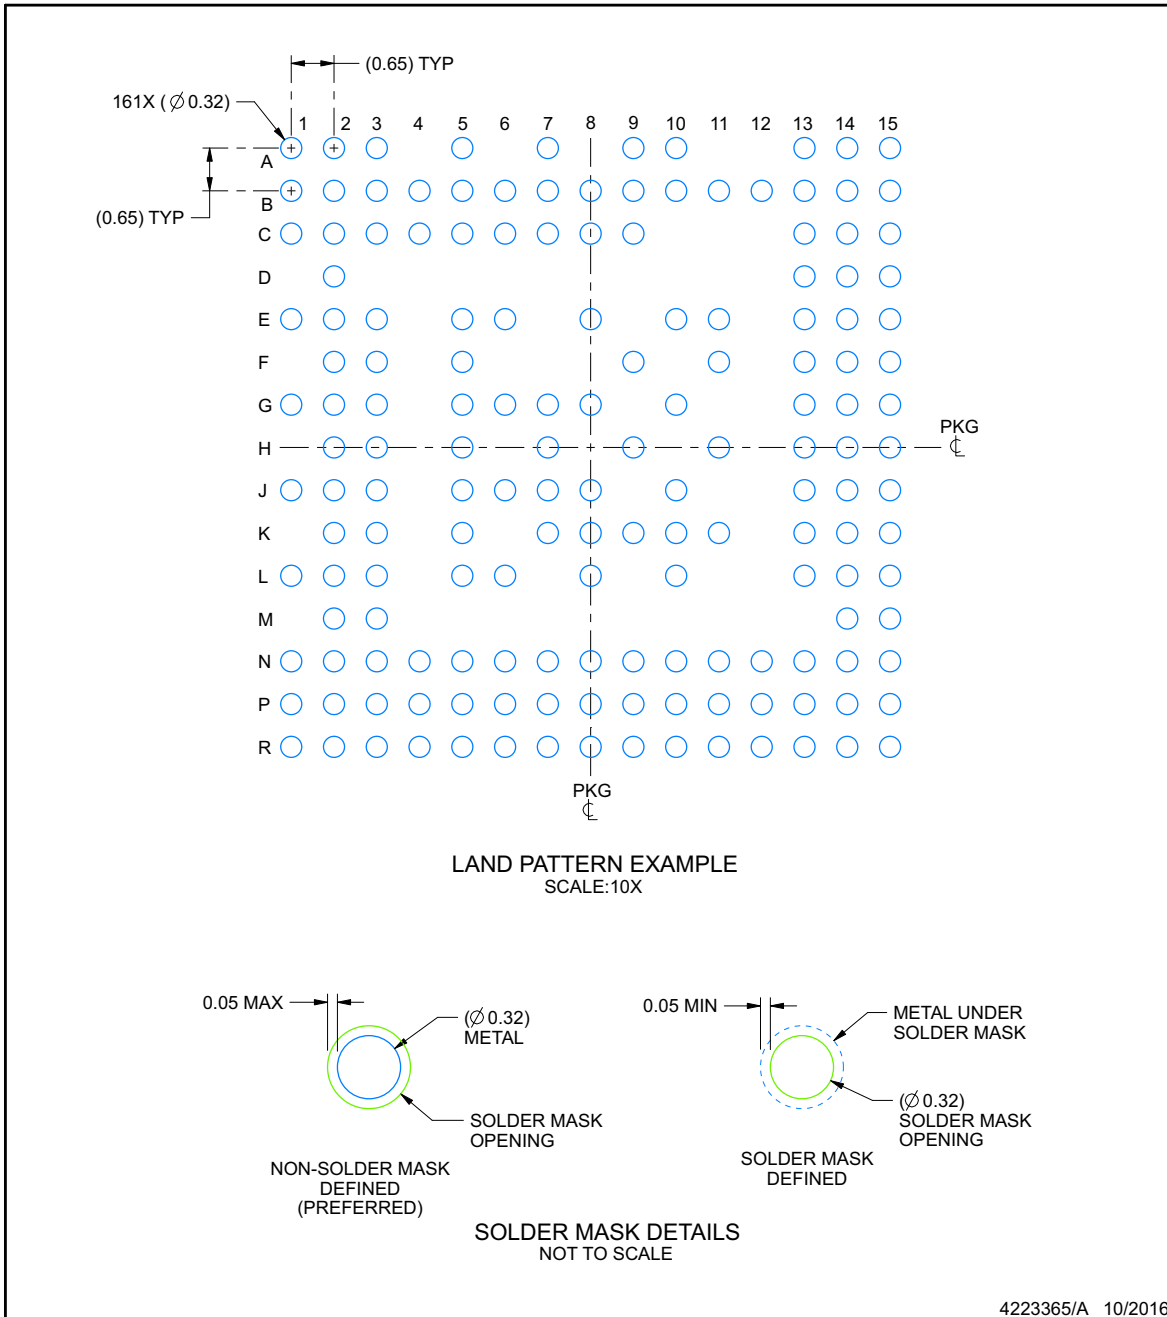 (0.65) TYP
161X ( ∅ 0.32)
1 2 3 4 5 6 7 8 9 10 11 12 13 14 15
A
B
(0.65) TYP
C
D
E
F
G
PKG
H
J
K
L
M
N
P
R
PKG
LAND PATTERN EXAMPLE
SCALE:10X
0.05 MAX
(∅ 0.32)
METAL
SOLDER MASK
OPENING
NON-SOLDER MASK
DEFINED
(PREFERRED)
0.05 MIN
METAL UNDER
SOLDER MASK
(∅ 0.32)
SOLDER MASK
OPENING
SOLDER MASK
DEFINED
SOLDER MASK DETAILS
NOT TO SCALE
4223365/A 10/2016